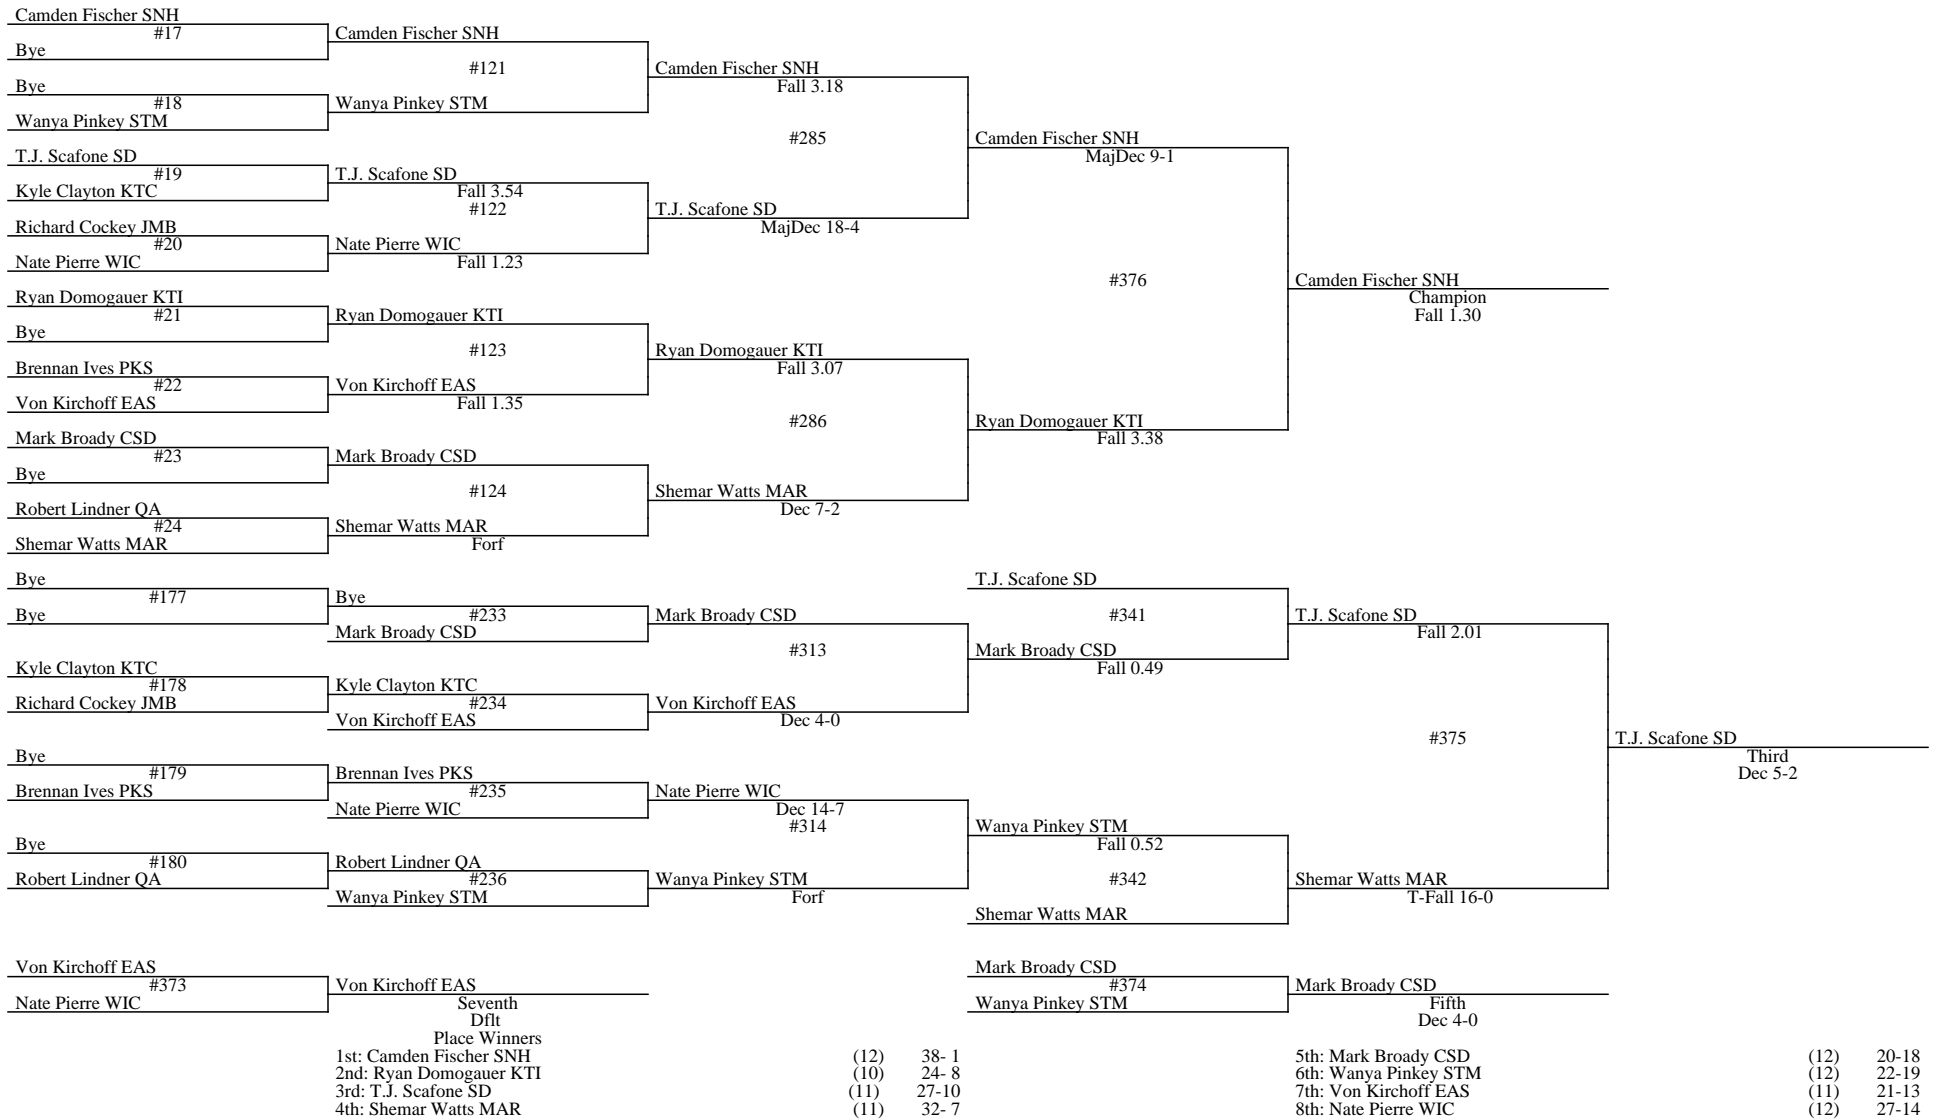 Camden Fischer SNH
#17
Bye
Camden Fischer SNH
#121
Bye
#18
Wanya Pinkey STM
Wanya Pinkey STM
Camden Fischer SNH
Fall 3.18
#285
T.J. Scafone SD
#19
Kyle Clayton KTC
T.J. Scafone SD
Fall 3.54
#122
Richard Cockey JMB
#20
Nate Pierre WIC
Nate Pierre WIC
Fall 1.23
T.J. Scafone SD
MajDec 18-4
Camden Fischer SNH
MajDec 9-1
#376
Ryan Domogauer KTI
#21
Bye
Ryan Domogauer KTI
#123
Brennan Ives PKS
#22
Von Kirchoff EAS
Von Kirchoff EAS
Fall 1.35
Ryan Domogauer KTI
Fall 3.07
#286
Mark Broady CSD
#23
Bye
Mark Broady CSD
#124
Robert Lindner QA
#24
Shemar Watts MAR
Shemar Watts MAR
Forf
Shemar Watts MAR
Dec 7-2
Ryan Domogauer KTI
Fall 3.38
Camden Fischer SNH
Champion
Fall 1.30
Bye
#177
Bye
Bye
#233
Mark Broady CSD
Mark Broady CSD
#313
Kyle Clayton KTC
#178
Richard Cockey JMB
Kyle Clayton KTC
#234
Von Kirchoff EAS
Von Kirchoff EAS
Dec 4-0
T.J. Scafone SD
#341
Mark Broady CSD
Fall 0.49
T.J. Scafone SD
Fall 2.01
#375
Bye
#179
Brennan Ives PKS
Brennan Ives PKS
#235
Nate Pierre WIC
Nate Pierre WIC
Dec 14-7
#314
Bye
#180
Robert Lindner QA
Robert Lindner QA
#236
Wanya Pinkey STM
Wanya Pinkey STM
Forf
Wanya Pinkey STM
Fall 0.52
#342
Shemar Watts MAR
Shemar Watts MAR
T-Fall 16-0
T.J. Scafone SD
Third
Dec 5-2
Von Kirchoff EAS
#373
Nate Pierre WIC
Von Kirchoff EAS
Seventh
Dflt
Mark Broady CSD
#374
Wanya Pinkey STM
Mark Broady CSD
Fifth
Dec 4-0
Place Winners
1st: Camden Fischer SNH (12) 38- 1
2nd: Ryan Domogauer KTI (10) 24- 8
3rd: T.J. Scafone SD (11) 27-10
4th: Shemar Watts MAR (11) 32- 7
5th: Mark Broady CSD (12) 20-18
6th: Wanya Pinkey STM (12) 22-19
7th: Von Kirchoff EAS (11) 21-13
8th: Nate Pierre WIC (12) 27-14